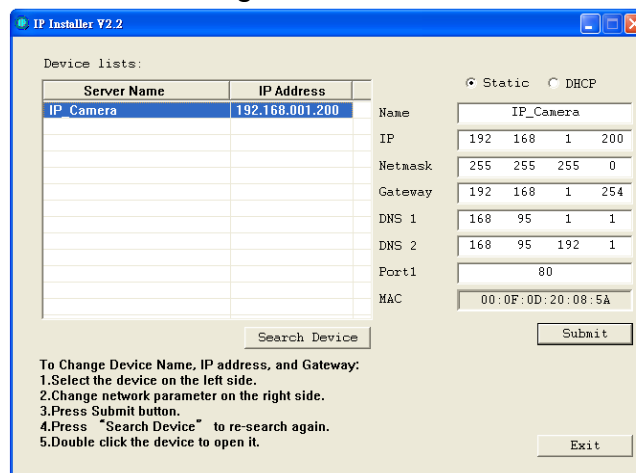 IP Installer V2.2
Device lists:
Server Name IP Address
IP_Camera 192.168.001.200
Static DHCP
Name IP_Camera
IP 192 168 1 200
Netmask 255 255 255 0
Gateway 192 168 1 254
DNS 1 168 95 1 1
DNS 2 168 95 192 1
Port1 80
MAC 00:0F:0D:20:08:5A
Search Device
Submit
To Change Device Name, IP address, and Gateway:
1.Select the device on the left side.
2.Change network parameter on the right side.
3.Press Submit button.
4.Press “Search Device” to re-search again.
5.Double click the device to open it.
Exit